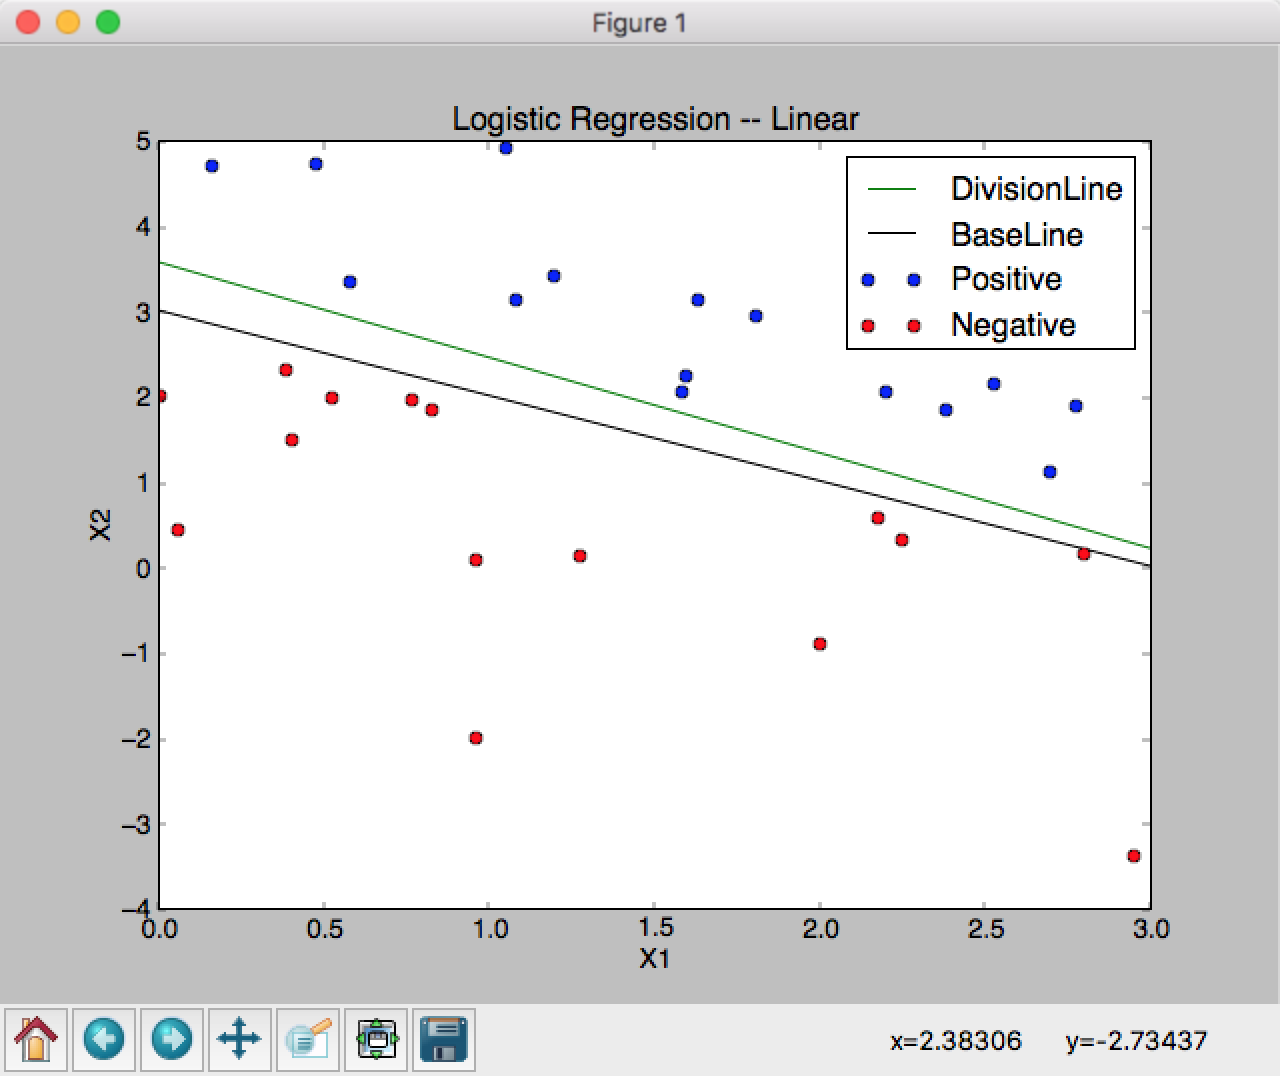 Figure 1
Logistic Regression -- Linear
DivisionLine
BaseLine
Positive
Negative
5
4
3
2
1
0
−1
−2
−3
−4
X2
0.0 0.5 1.0 1.5 2.0 2.5 3.0
X1
x=2.38306 y=-2.73437